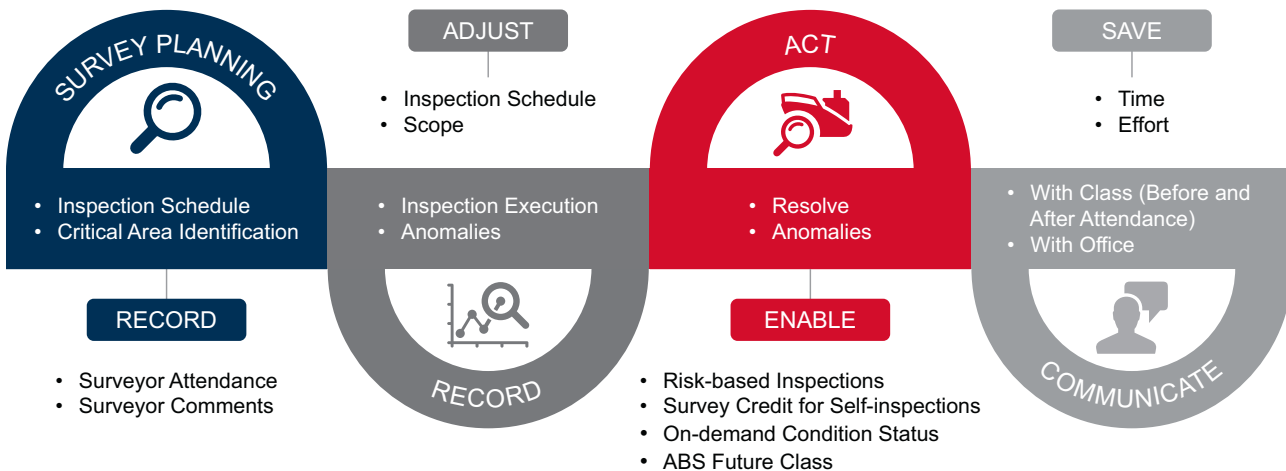 SURVEY PLANNING
• Inspection Schedule
• Critical Area Identification
RECORD
• Surveyor Attendance
• Surveyor Comments
ADJUST
• Inspection Schedule
• Scope
• Inspection Execution
• Anomalies
RECORD
ACT
• Resolve
• Anomalies
ENABLE
• Risk-based Inspections
• Survey Credit for Self-inspections
• On-demand Condition Status
• ABS Future Class
SAVE
• Time
• Effort
• With Class (Before and
After Attendance)
• With Office
COMMUNICATE